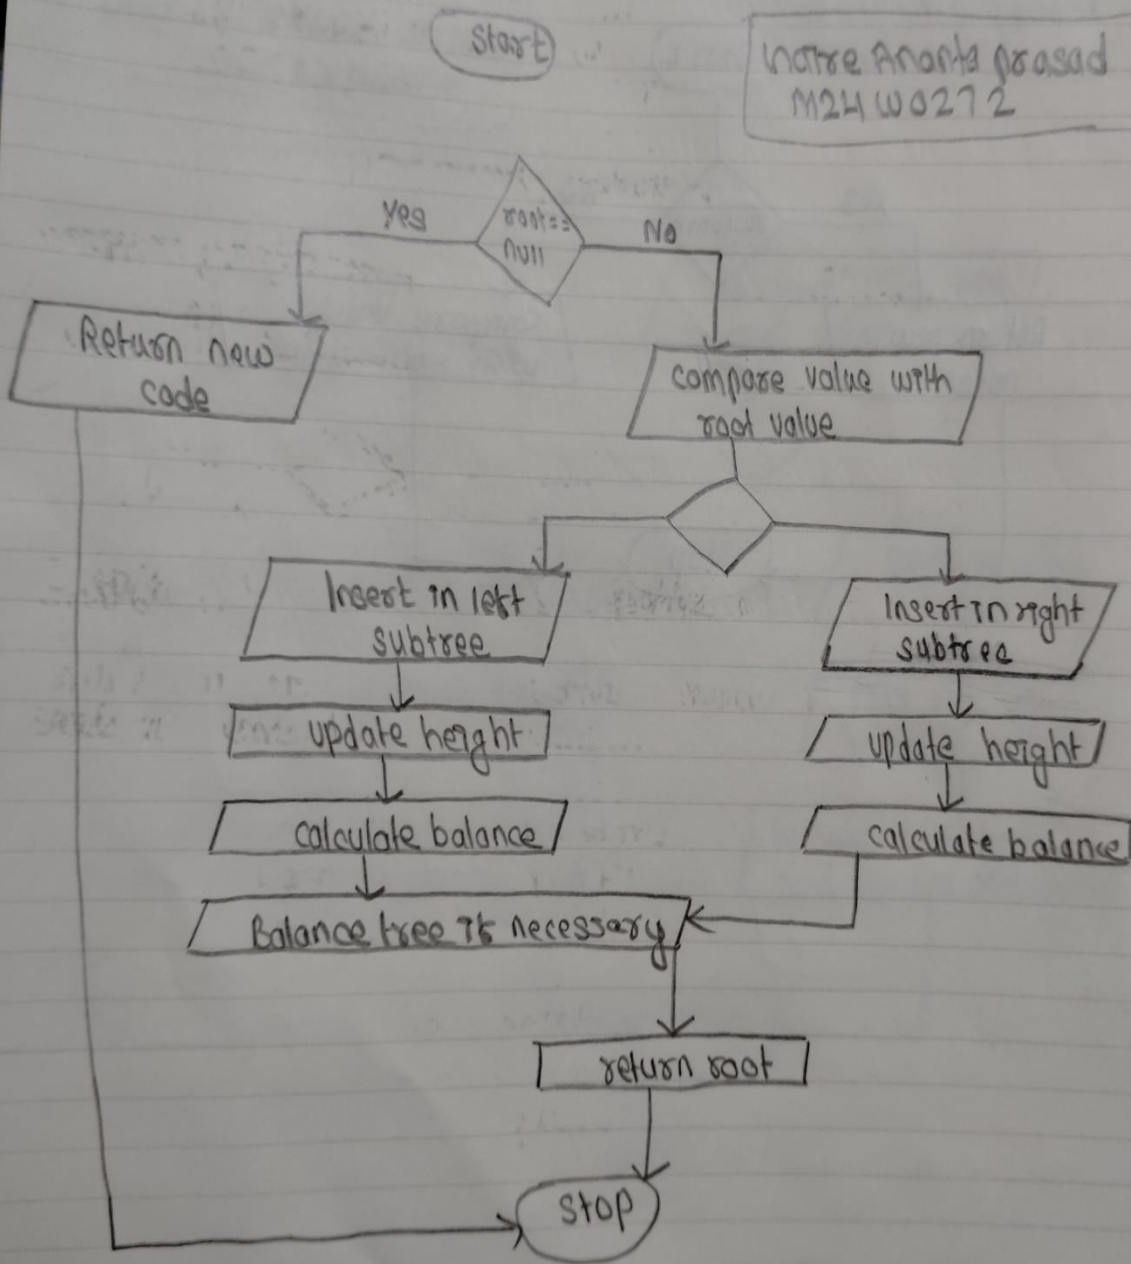 Start
Ananta prasad
M24W0272
Yes
root==
null
No
Return new
code
compare value with
root value
Insert in left
subtree
Insert in right
subtree
update height
update height
calculate balance
calculate balance
Balance tree if necessary
return root
Stop